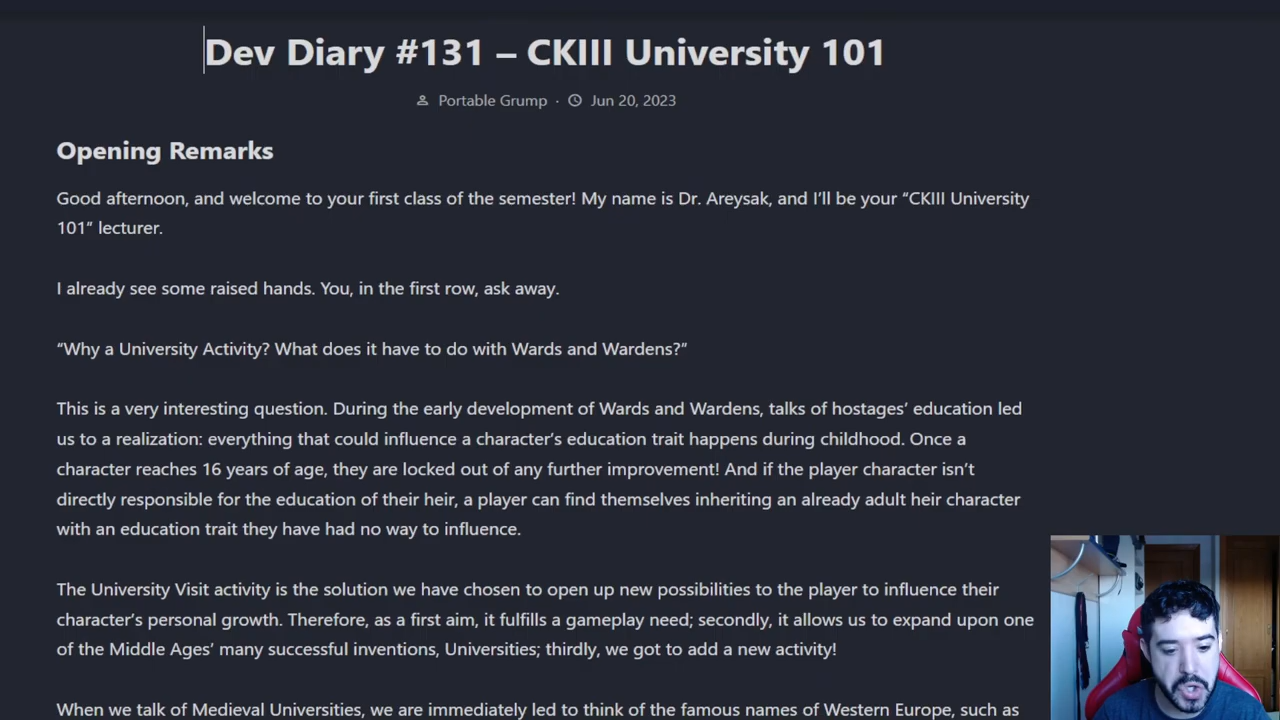 Dev Diary #131 – CKIII University 101
Portable Grump · Jun 20, 2023
Opening Remarks
Good afternoon, and welcome to your first class of the semester! My name is Dr. Areysak, and I’ll be your “CKIII University
101“ lecturer.
I already see some raised hands. You, in the first row, ask away.
“Why a University Activity? What does it have to do with Wards and Wardens?“
This is a very interesting question. During the early development of Wards and Wardens, talks of hostages’ education led
us to a realization: everything that could influence a character’s education trait happens during childhood. Once a
character reaches 16 years of age, they are locked out of any further improvement! And if the player character isn’t
directly responsible for the education of their heir, a player can find themselves inheriting an already adult heir character
with an education trait they have had no way to influence.
The University Visit activity is the solution we have chosen to open up new possibilities to the player to influence their
character’s personal growth. Therefore, as a first aim, it fulfills a gameplay need; secondly, it allows us to expand upon one
of the Middle Ages’ many successful inventions, Universities; thirdly, we got to add a new activity!
When we talk of Medieval Universities, we are immediately led to think of the famous names of Western Europe, such as